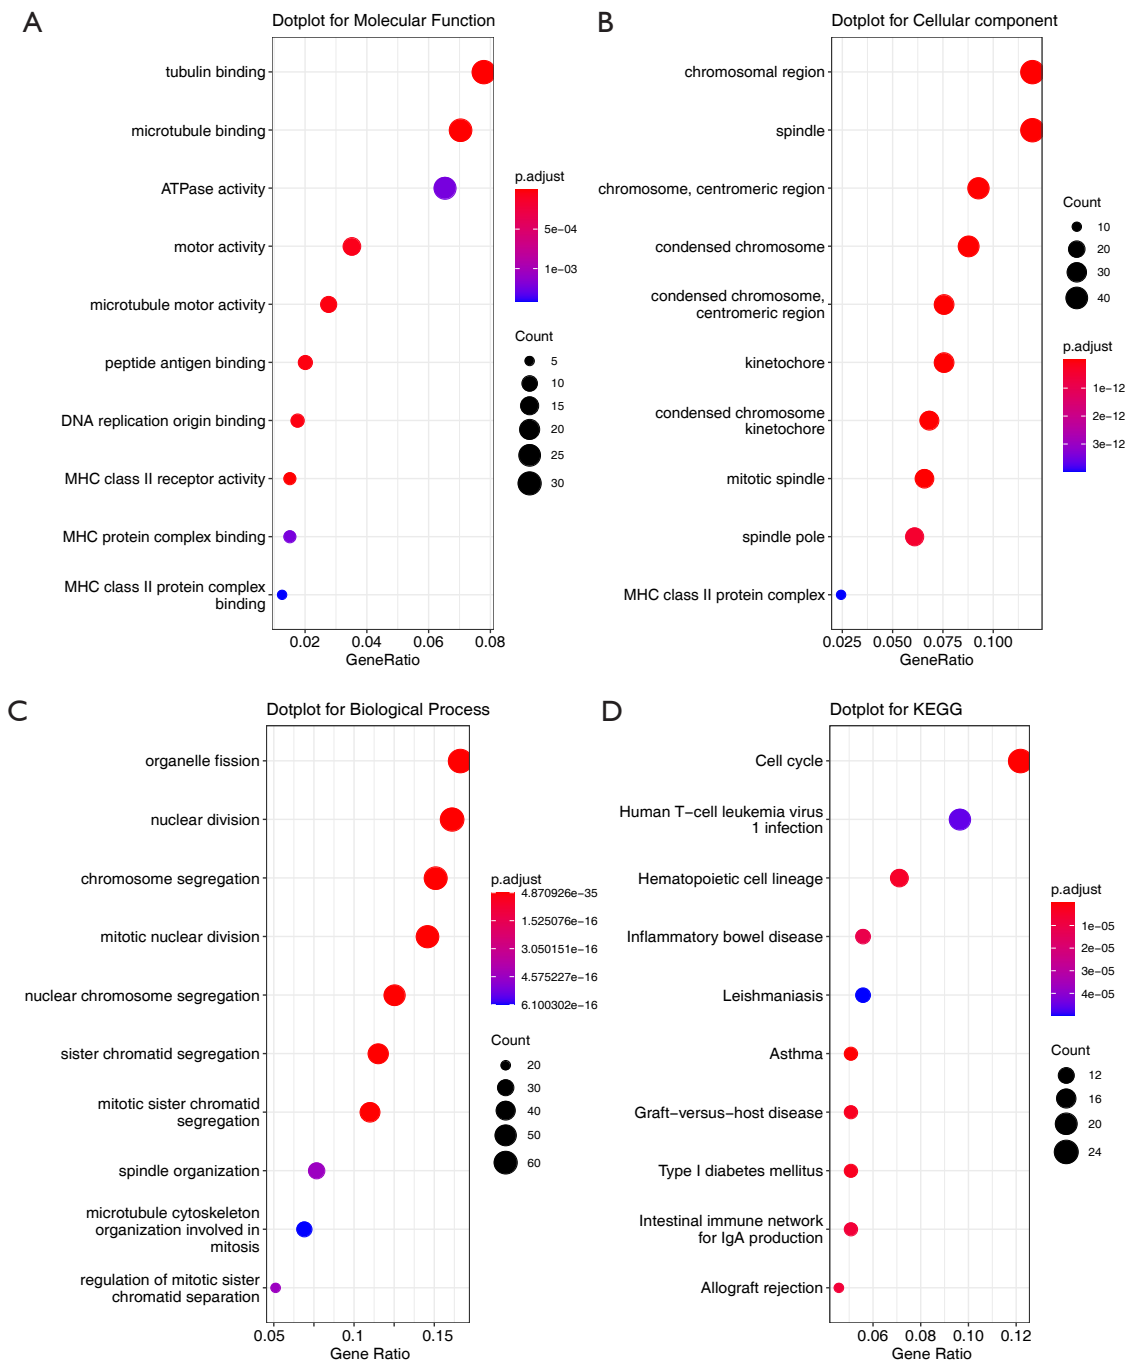 A
Dotplot for Molecular Function
tubulin binding
microtubule binding
ATPase activity
motor activity
microtubule motor activity
peptide antigen binding
DNA replication origin binding
MHC class II receptor activity
MHC protein complex binding
MHC class II protein complex
binding
0.02 0.04 0.06 0.08
GeneRatio
p.adjust
5e−04
1e−03
Count
5
10
15
20
25
30
B
Dotplot for Cellular component
chromosomal region
spindle
chromosome, centromeric region
condensed chromosome
condensed chromosome,
centromeric region
kinetochore
condensed chromosome
kinetochore
mitotic spindle
spindle pole
MHC class II protein complex
0.025 0.050 0.075 0.100
GeneRatio
Count
10
20
30
40
p.adjust
1e−12
2e−12
3e−12
C
Dotplot for Biological Process
organelle fission
nuclear division
chromosome segregation
mitotic nuclear division
nuclear chromosome segregation
sister chromatid segregation
mitotic sister chromatid
segregation
spindle organization
microtubule cytoskeleton
organization involved in
mitosis
regulation of mitotic sister
chromatid separation
0.05 0.1 0.15
Gene Ratio
p.adjust
4.870926e−35
1.525076e−16
3.050151e−16
4.575227e−16
6.100302e−16
Count
20
30
40
50
60
D
Dotplot for KEGG
Cell cycle
Human T−cell leukemia virus
1 infection
Hematopoietic cell lineage
Inflammatory bowel disease
Leishmaniasis
Asthma
Graft−versus−host disease
Type I diabetes mellitus
Intestinal immune network
for IgA production
Allograft rejection
0.06 0.08 0.10 0.12
Gene Ratio
p.adjust
1e−05
2e−05
3e−05
4e−05
Count
12
16
20
24